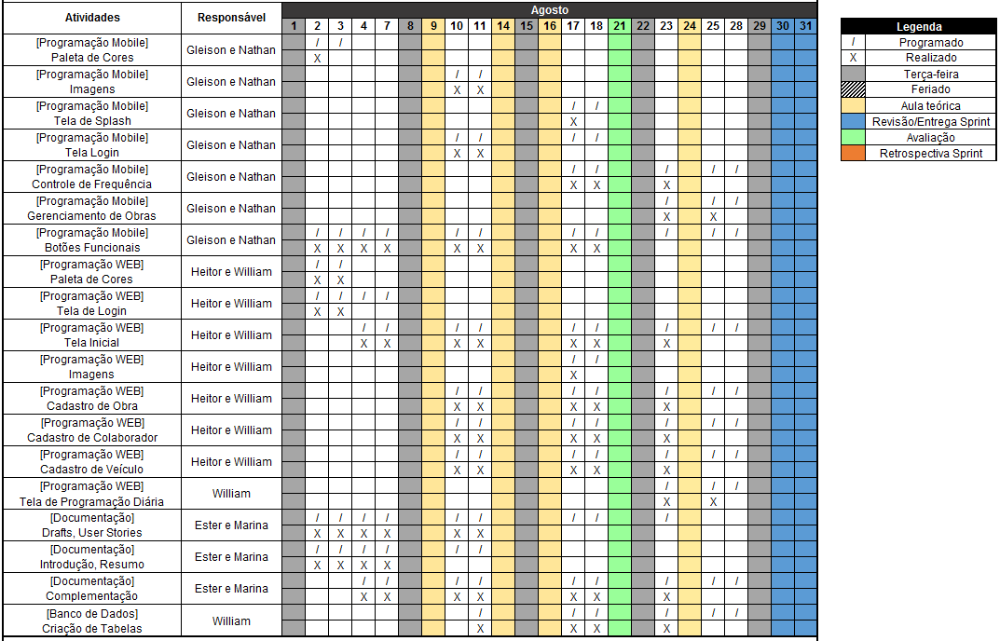 Atividades Responsável Agosto
1 2 3 4 7 8 9 10 11 14 15 16 17 18 21 22 23 24 25 28 29 30 31
[Programação Mobile] / /
Paleta de Cores Gleison e Nathan X
[Programação Mobile] / /
Imagens Gleison e Nathan X X
[Programação Mobile] / /
Tela de Splash Gleison e Nathan X
[Programação Mobile] / / / /
Tela Login Gleison e Nathan X X
[Programação Mobile] / / / / /
Controle de Frequência Gleison e Nathan X X X
[Programação Mobile] / / /
Gerenciamento de Obras Gleison e Nathan X X
[Programação Mobile] / / / / / / / / / / /
Botões Funcionais Gleison e Nathan X X X X X X X X
[Programação WEB] / /
Paleta de Cores Heitor e William X X
[Programação WEB] / / / /
Tela de Login Heitor e William X X
[Programação WEB] / / / / / / / / /
Tela Inicial Heitor e William X X X X X X X
[Programação WEB] / /
Imagens Heitor e William X
[Programação WEB] / / / / / / /
Cadastro de Obra Heitor e William X X X X X
[Programação WEB] / / / / / / /
Cadastro de Colaborador Heitor e William X X X X X
[Programação WEB] / / / / / / /
Cadastro de Veículo Heitor e William X X X X X
[Programação WEB] / / /
Tela de Programação Diária William X X
[Documentação] / / / / / / / / /
Drafts, User Stories Ester e Marina X X X X X X
[Documentação] / / / / / /
Introdução, Resumo Ester e Marina X X X X
[Documentação] / / / / / / / / /
Complementação Ester e Marina X X X X X X X
[Banco de Dados] / / / / / /
Criação de Tabelas William X X X X
Legenda
/ Programado
X Realizado
Terça-feira
Feriado
Aula teórica
Revisão/Entrega Sprint
Avaliação
Retrospectiva Sprint